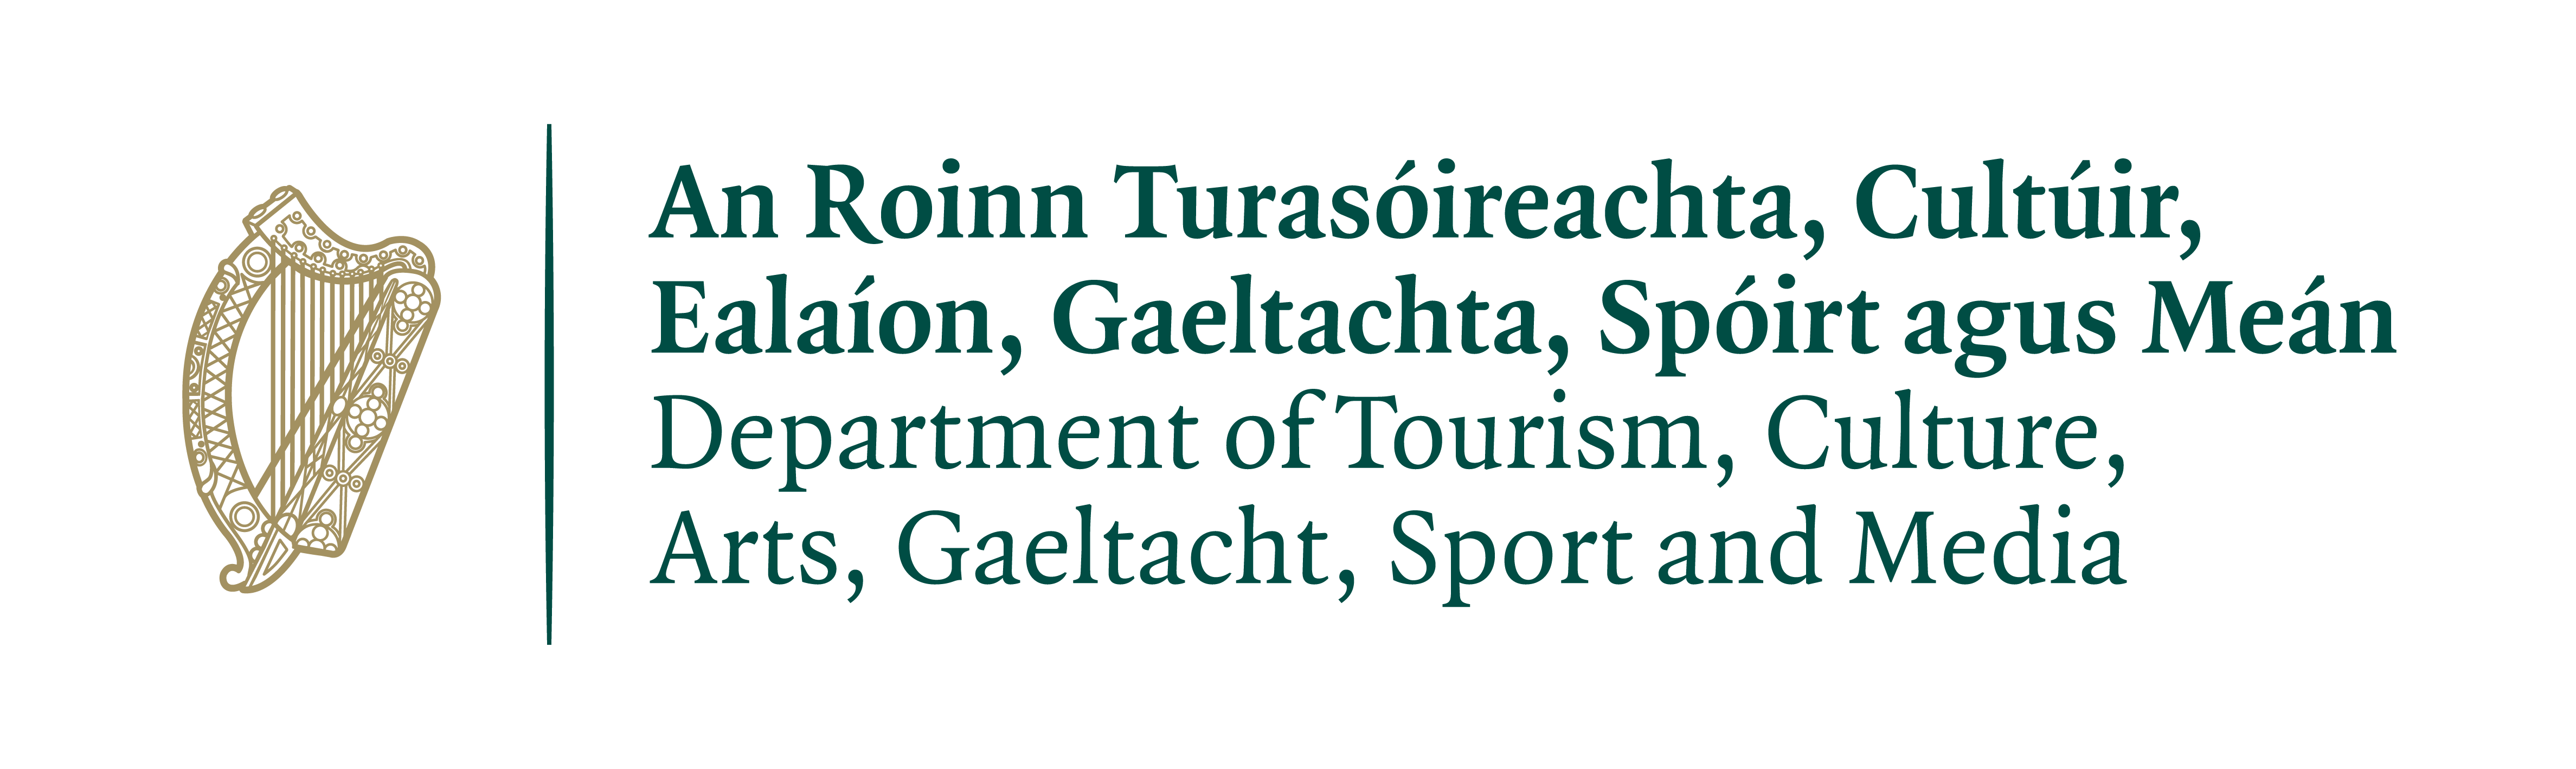 An Roinn Turasóireachta, Cultúir,
Ealaíon, Gaeltachta, Spóirt agus Meán
Department of Tourism, Culture,
Arts, Gaeltacht, Sport and Media